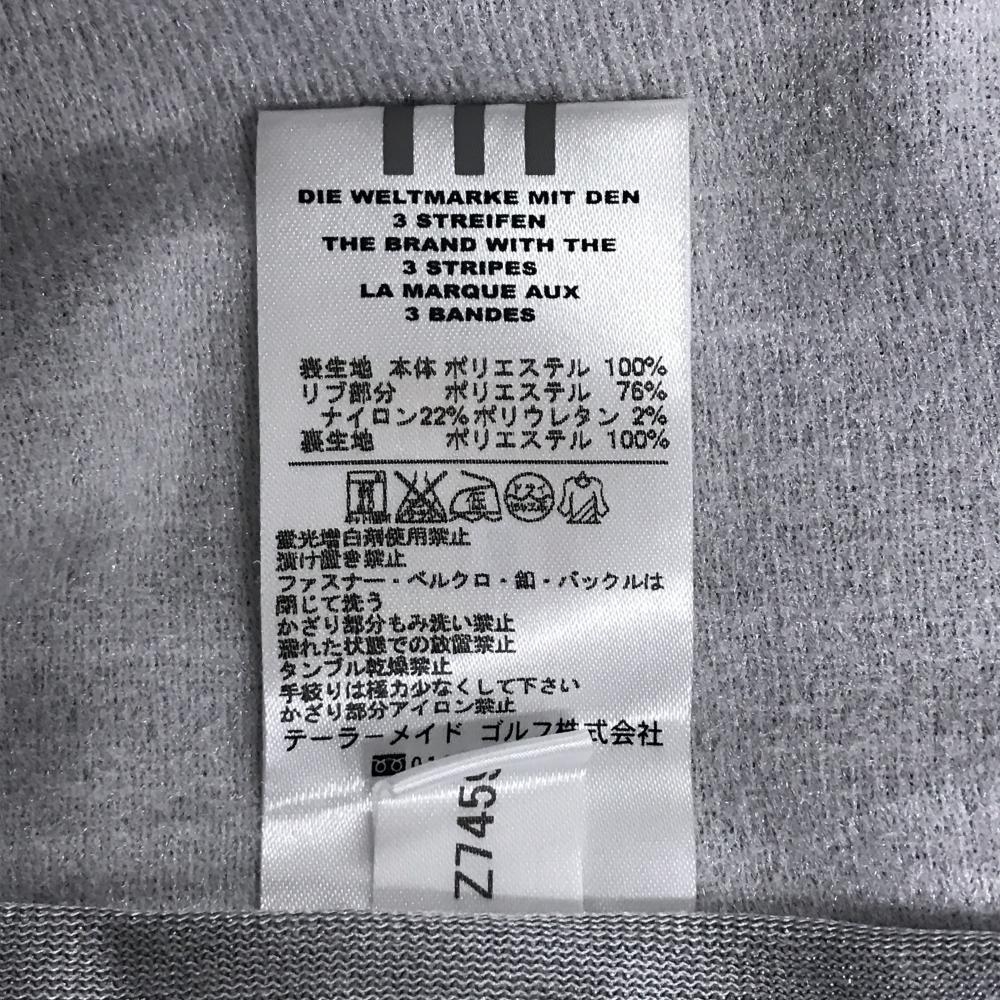 DIE WELTMARKE MIT DEN
3 STREIFEN
THE BRAND WITH THE
3 STRIPES
LA MARQUE AUX
3 BANDES
表生地 本体 ポリエステル 100%
リブ部分 ポリエステル 76%
ナイロン22% ポリウレタン 2%
裏生地 ポリエステル 100%
蛍光増白剤使用禁止
漬け置き禁止
ファスナー・ベルクロ・釦・バックルは
閉じて洗う
かざり部分もみ洗い禁止
濡れた状態での放置禁止
タンブル乾燥禁止
手絞りは極力少なくして下さい
かざり部分アイロン禁止
テーラーメイド ゴルフ株式会社
Z745